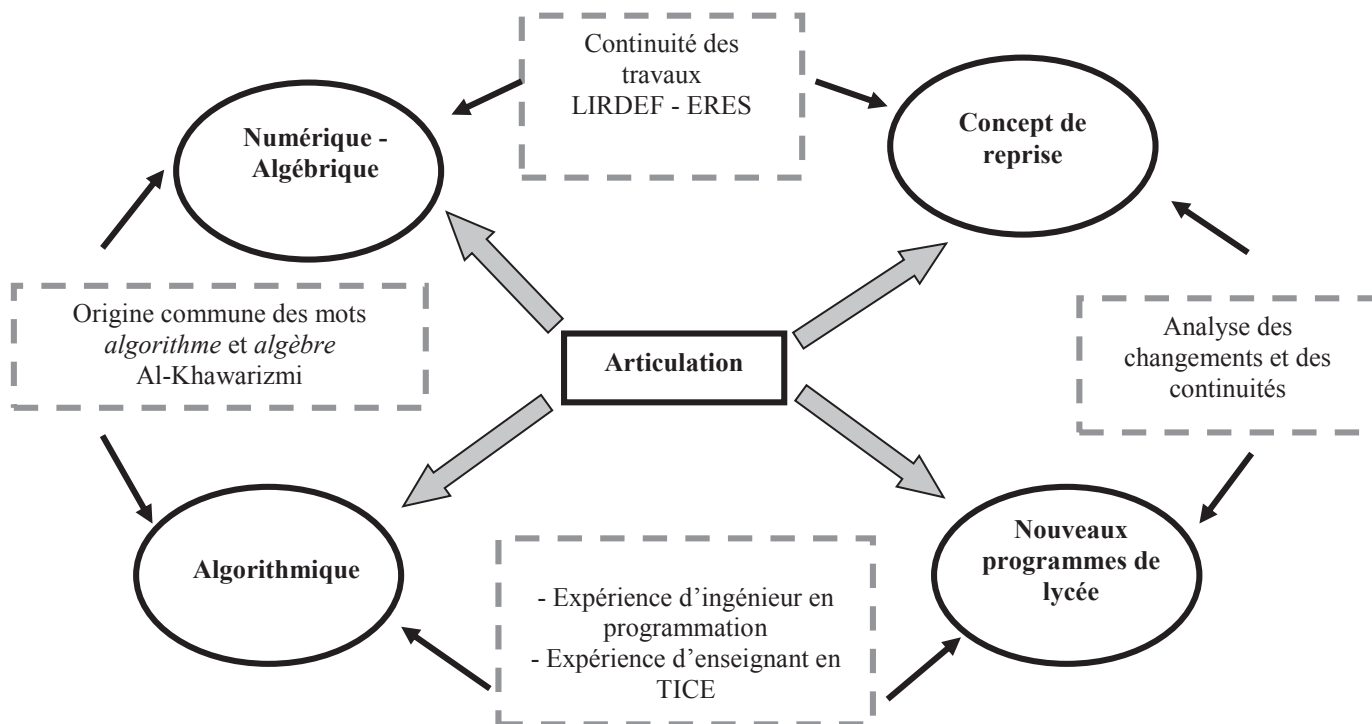 Continuité des
travaux
LIRDEF - ERES
Numérique -
Algébrique
Concept de
reprise
Origine commune des mots
algorithme et algèbre
Al-Khawarizmi
Articulation
Analyse des
changements et des
continuités
Algorithmique
- Expérience d’ingénieur en
programmation
- Expérience d’enseignant en
TICE
Nouveaux
programmes de
lycée